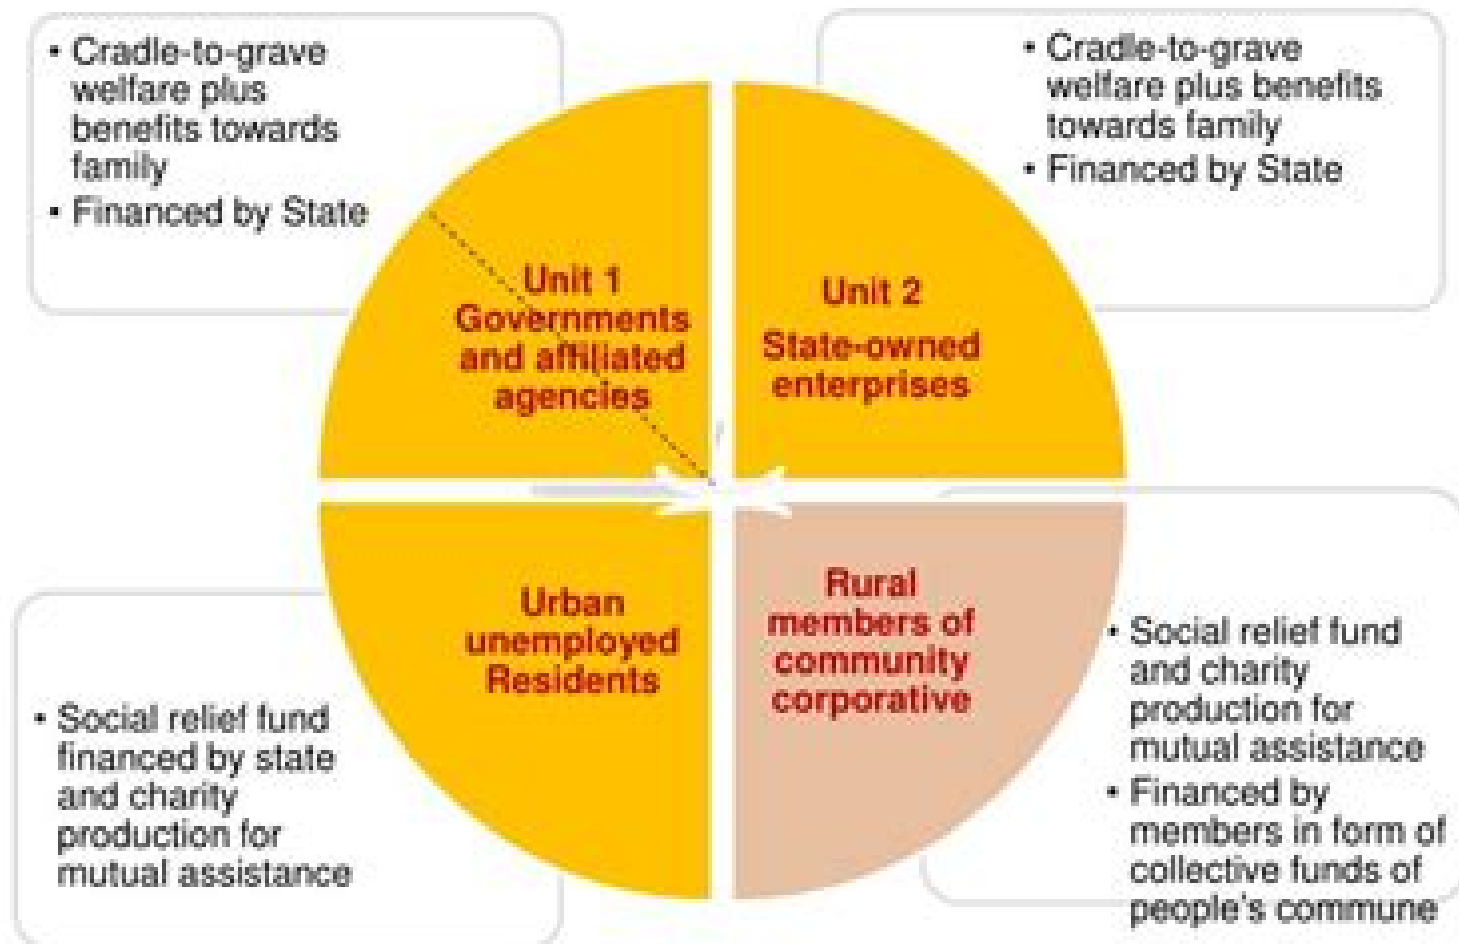 • Cradle-to-grave
welfare plus
benefits towards
family
• Financed by State
• Cradle-to-grave
welfare plus benefits
towards family
• Financed by State
Unit 1
Governments
and affiliated
agencies
Unit 2
State-owned
enterprises
Urban
unemployed
Residents
Rural
members of
community
corporative
• Social relief fund
financed by state
and charity
production for
mutual assistance
• Social relief fund
and charity
production for
mutual assistance
• Financed by
members in form of
collective funds of
people's commune